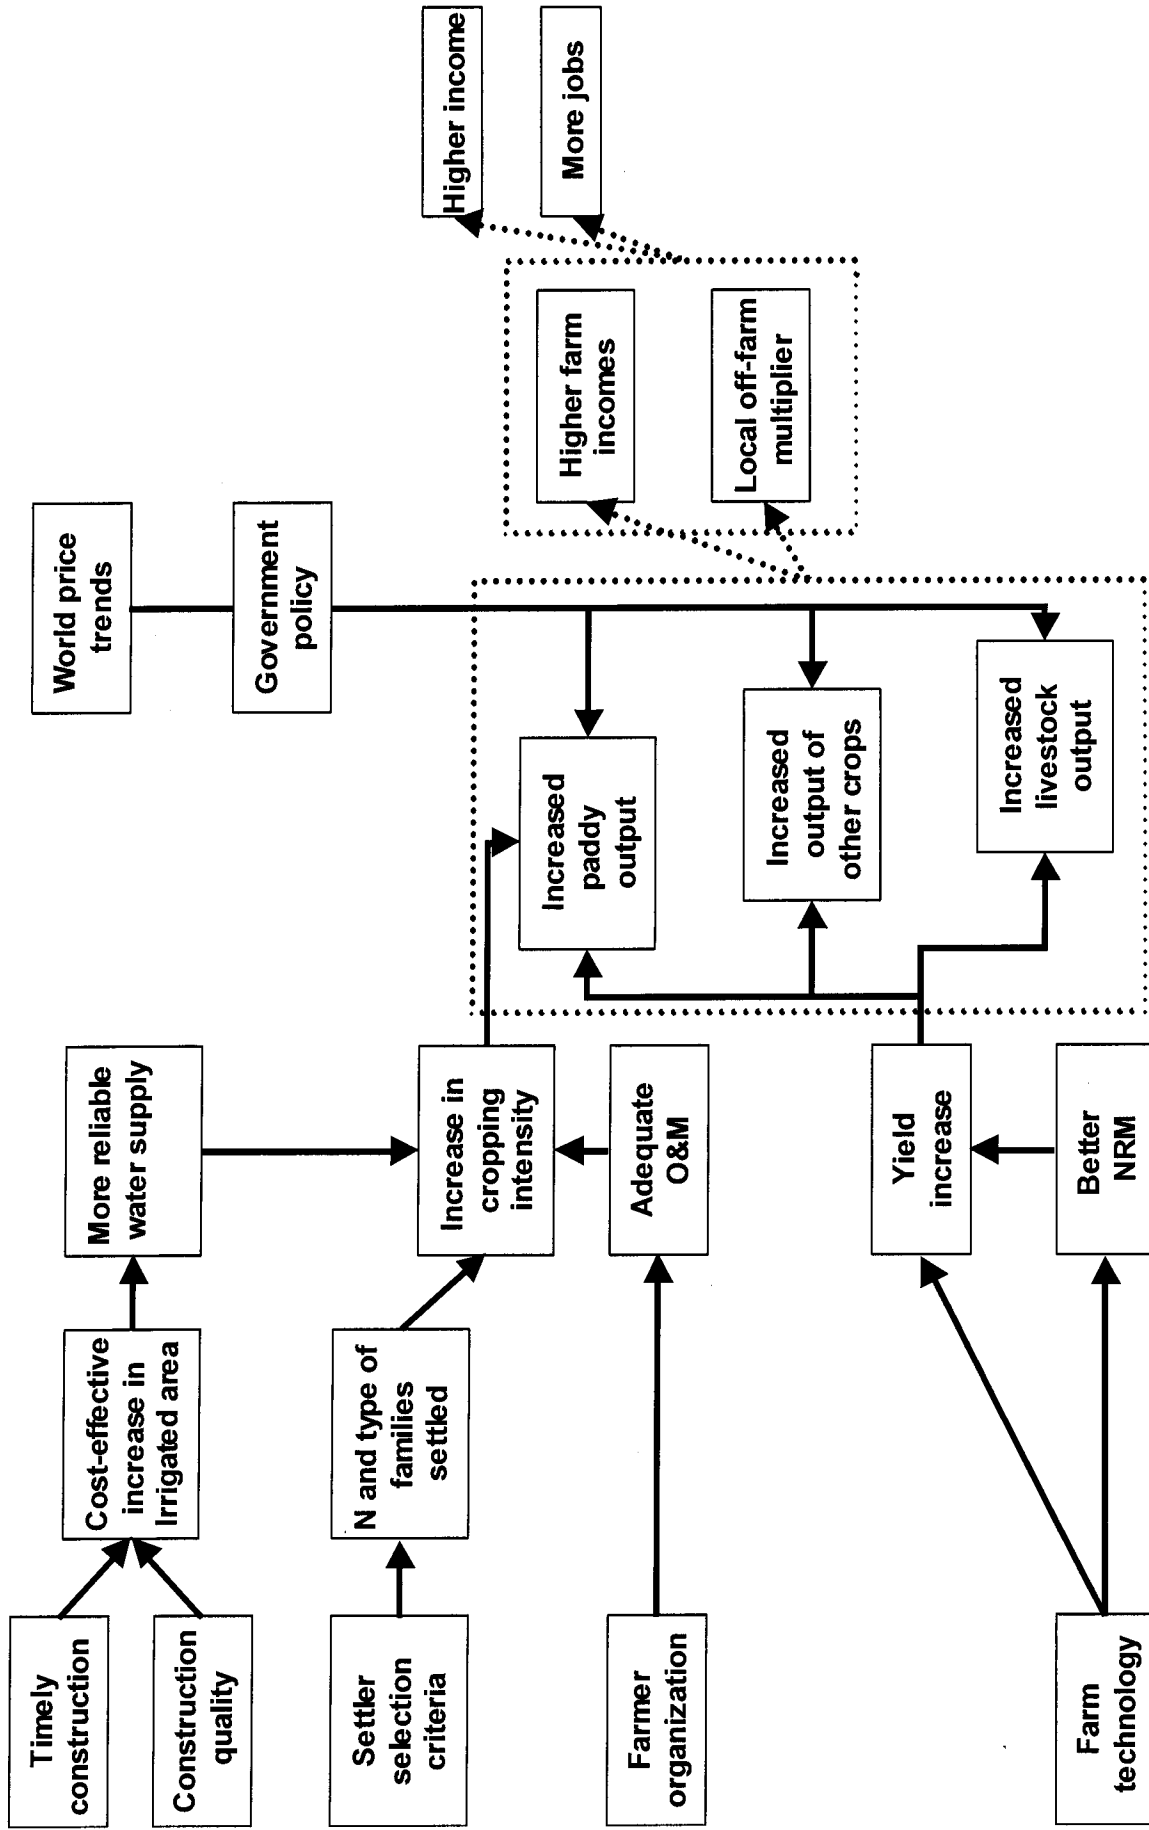 Timely
construction
Construction
quality
Settler
selection
criteria
Farmer
organization
Farm
technology
Cost-effective
increase in
Irrigated area
N and type of
families
settled
More reliable
water supply
Increase in
cropping
intensity
Adequate
O&M
Yield
increase
Better
NRM
World price
trends
Government
policy
Increased
paddy
output
Increased
output of
other crops
Increased
livestock
output
Higher farm
incomes
Local off-farm
multiplier
Higher income
More jobs